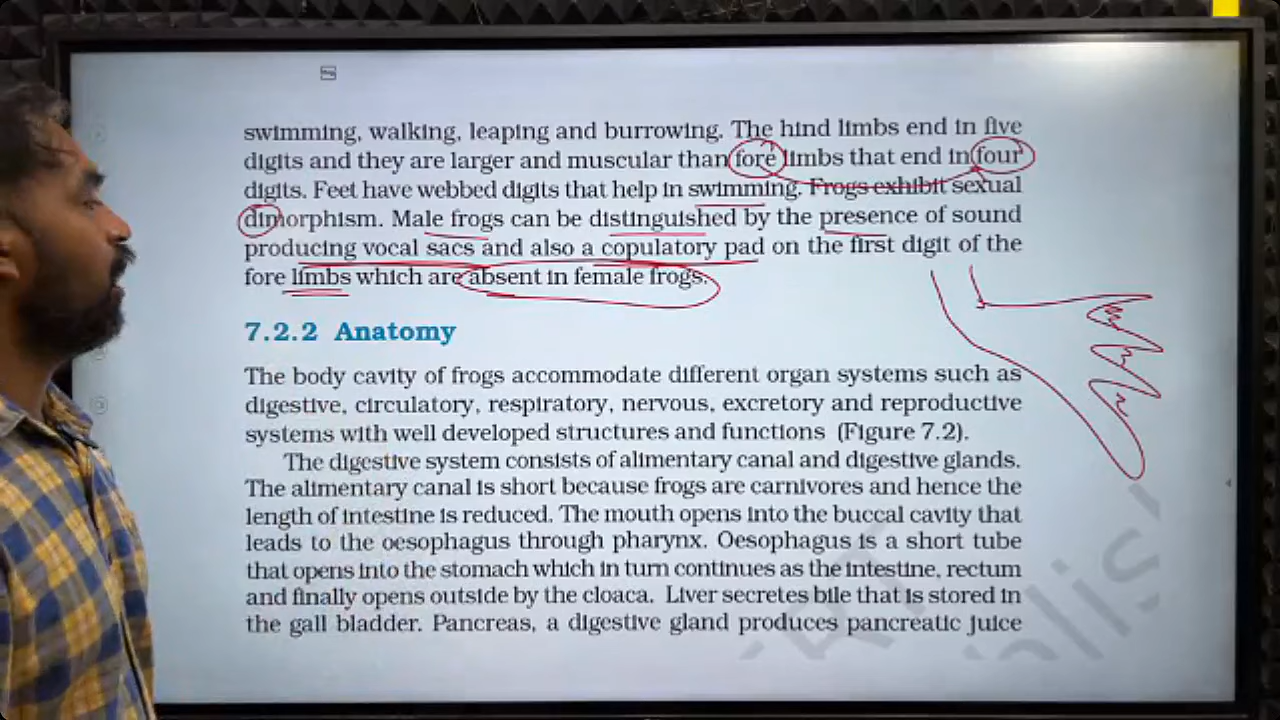 swimming, walking, leaping and burrowing. The hind limbs end in five
digits and they are larger and muscular than fore limbs that end in four
digits. Feet have webbed digits that help in swimming. Frogs exhibit sexual
dimorphism. Male frogs can be distinguished by the presence of sound
producing vocal sacs and also a copulatory pad on the first digit of the
fore limbs which are absent in female frogs.
7.2.2 Anatomy
The body cavity of frogs accommodate different organ systems such as
digestive, circulatory, respiratory, nervous, excretory and reproductive
systems with well developed structures and functions (Figure 7.2).
The digestive system consists of alimentary canal and digestive glands.
The alimentary canal is short because frogs are carnivores and hence the
length of intestine is reduced. The mouth opens into the buccal cavity that
leads to the oesophagus through pharynx. Oesophagus is a short tube
that opens into the stomach which in turn continues as the intestine, rectum
and finally opens outside by the cloaca. Liver secretes bile that is stored in
the gall bladder. Pancreas, a digestive gland produces pancreatic juice